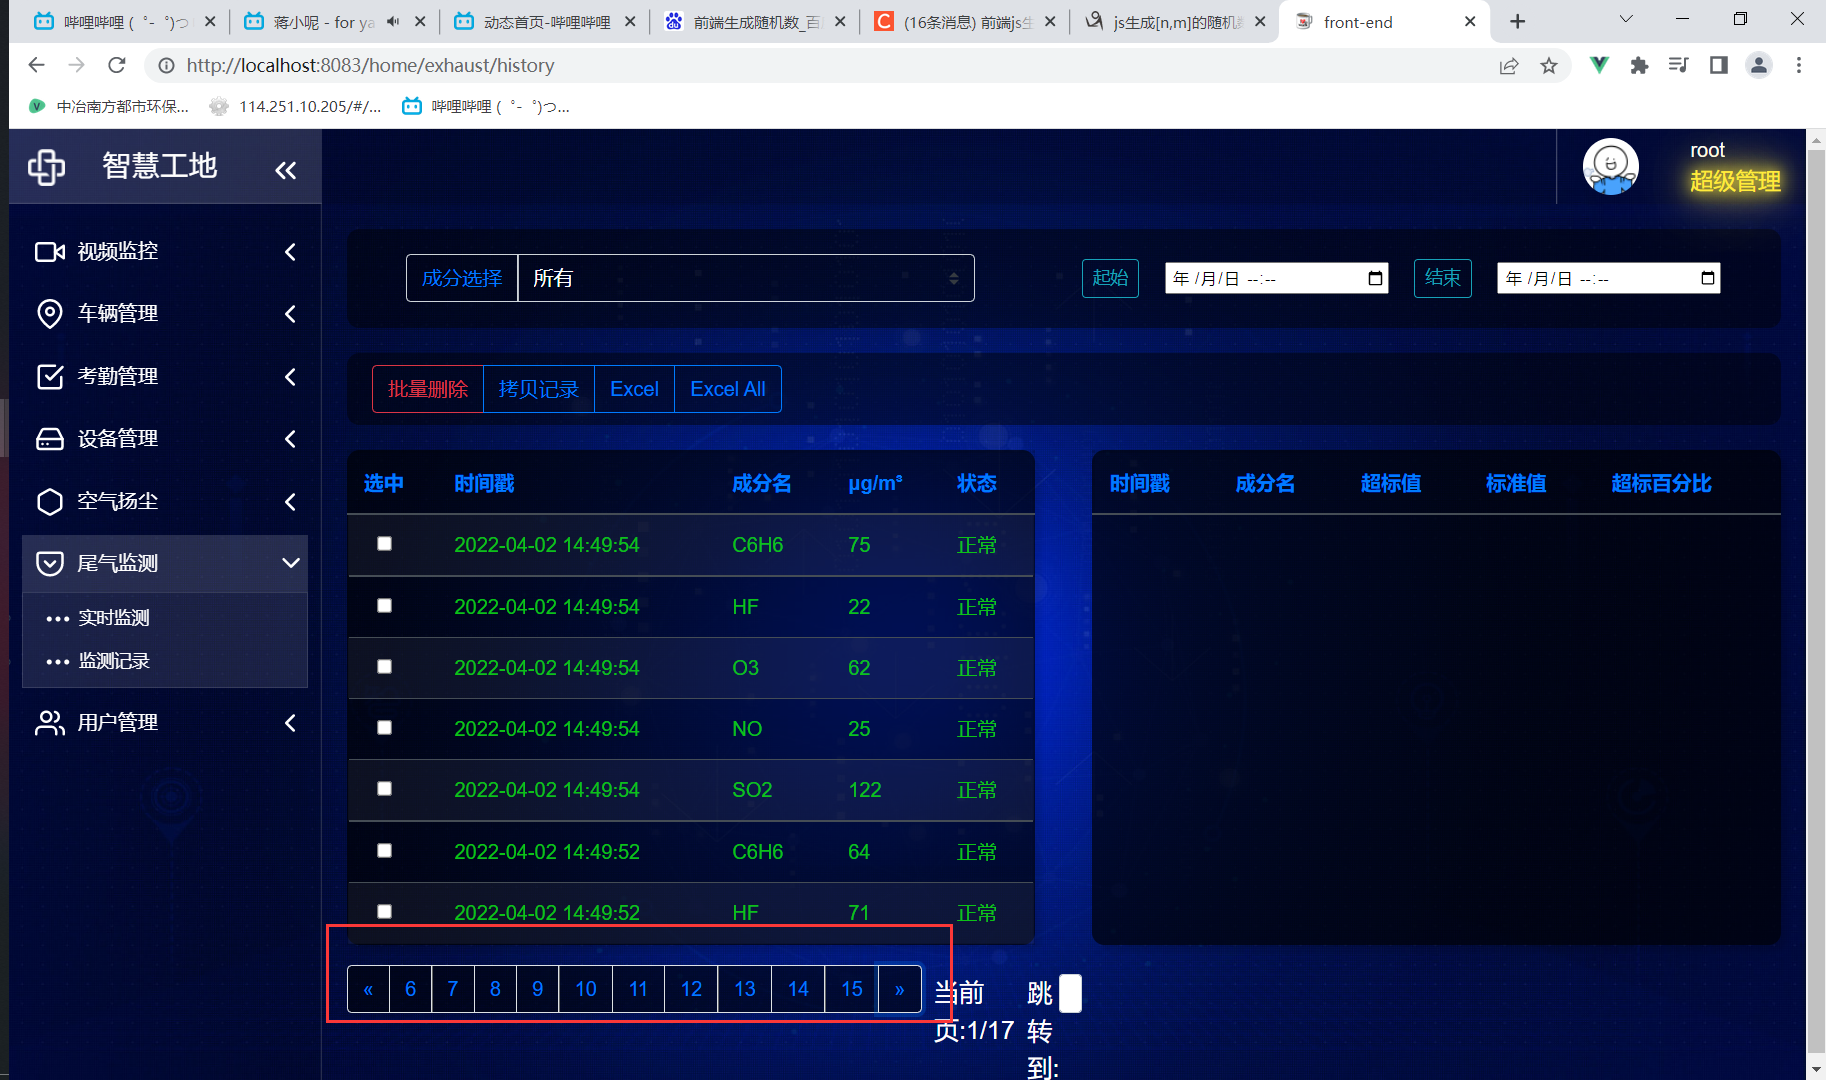 哔哩哔哩 (゜-゜)つ
蒋小呢 - for ya
动态首页-哔哩哔哩
前端生成随机数_百
(16条消息) 前端js生
js生成[n,m]的随机数
front-end
http://localhost:8083/home/exhaust/history
中冶南方都市环保...
114.251.10.205/#/...
哔哩哔哩 (゜-゜)つ...
智慧工地
root
超级管理
视频监控
车辆管理
考勤管理
设备管理
空气扬尘
尾气监测
实时监测
监测记录
用户管理
成分选择 所有 起始 年 /月/日 --:-- 结束 年 /月/日 --:--
批量删除 拷贝记录 Excel Excel All
选中 时间戳 成分名 μg/m³ 状态
2022-04-02 14:49:54 C6H6 75 正常
2022-04-02 14:49:54 HF 22 正常
2022-04-02 14:49:54 O3 62 正常
2022-04-02 14:49:54 NO 25 正常
2022-04-02 14:49:54 SO2 122 正常
2022-04-02 14:49:52 C6H6 64 正常
2022-04-02 14:49:52 HF 71 正常
时间戳 成分名 超标值 标准值 超标百分比
« 6 7 8 9 10 11 12 13 14 15 »
当前
页:1/17
跳
转
到: